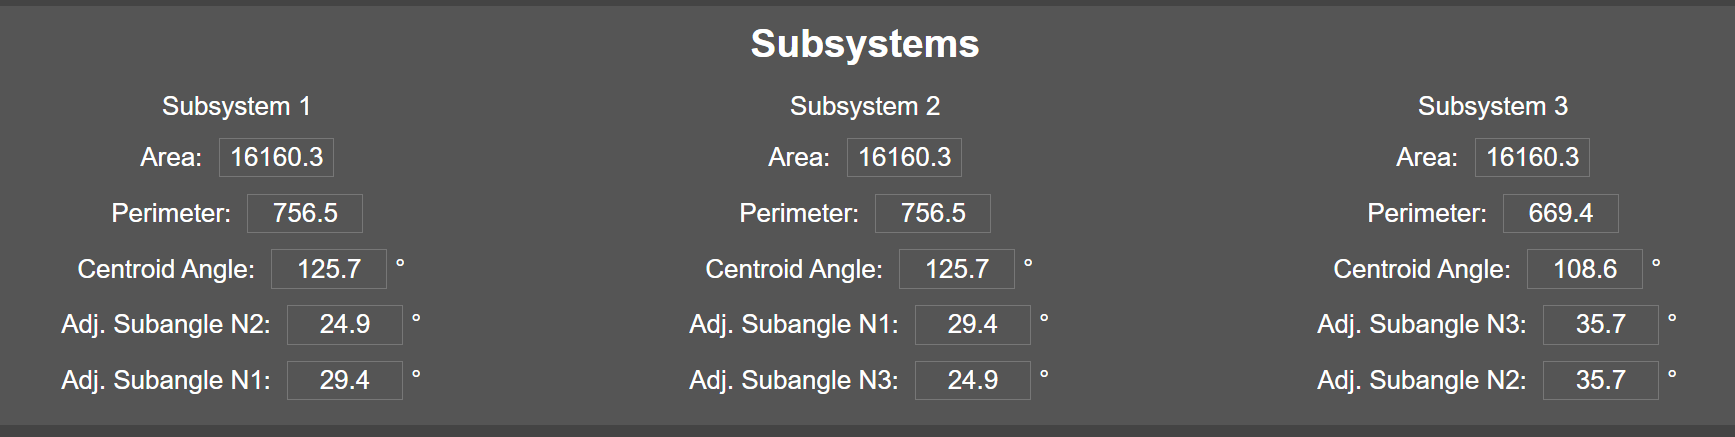 Subsystems
Subsystem 1
Area: 16160.3
Perimeter: 756.5
Centroid Angle: 125.7 °
Adj. Subangle N2: 24.9 °
Adj. Subangle N1: 29.4 °
Subsystem 2
Area: 16160.3
Perimeter: 756.5
Centroid Angle: 125.7 °
Adj. Subangle N1: 29.4 °
Adj. Subangle N3: 24.9 °
Subsystem 3
Area: 16160.3
Perimeter: 669.4
Centroid Angle: 108.6 °
Adj. Subangle N3: 35.7 °
Adj. Subangle N2: 35.7 °